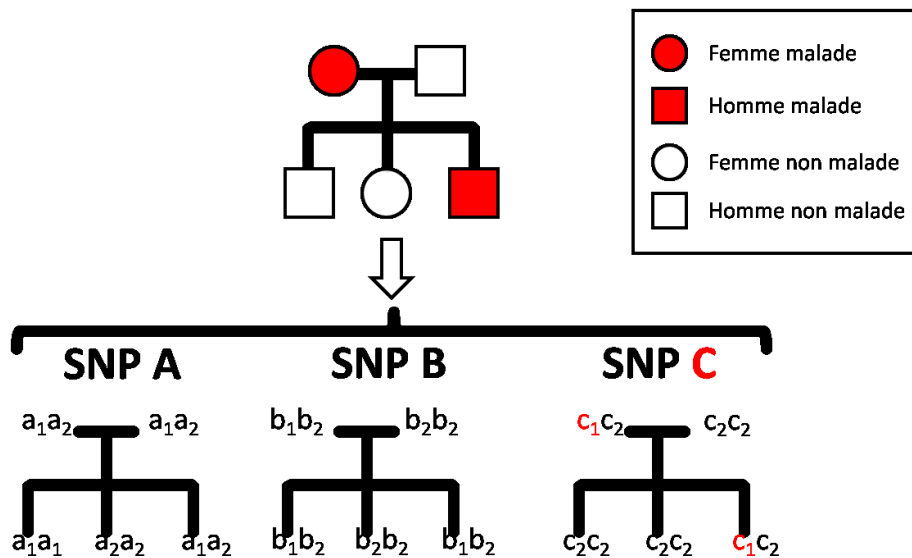 Femme malade
Homme malade
Femme non malade
Homme non malade
SNP A SNP B SNP C
a₁a₂ a₁a₂ b₁b₂ b₂b₂ c₁c₂ c₂c₂
a₁a₁ a₂a₂ a₁a₂ b₁b₂ b₂b₂ b₁b₂ c₂c₂ c₂c₂ c₁c₂